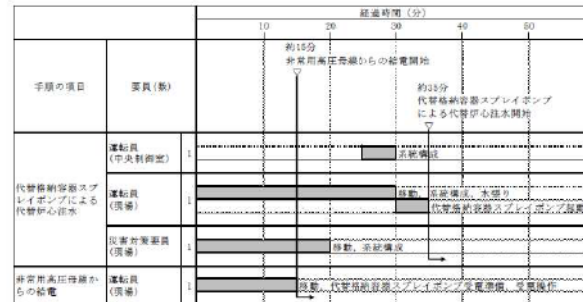 経過時間（分）
10 20 30 40 50
手順の項目
要員(数)
約15分
非常用高圧母線からの給電開始
約35分
代替格納容器スプレイポンプ
による代替炉心注水開始
代替格納容器スプ
レイポンプによる
代替炉心注水
運転員
（中央制御室）
1
系統構成
運転員
（現場）
1
移動、系統構成、水張り
代替格納容器スプレイポンプ起動
災害対策要員
（現場）
1
移動、系統構成
非常用高圧母線か
らの給電
運転員
（現場）
1
移動、代替格納容器スプレイポンプ受電準備、受電操作